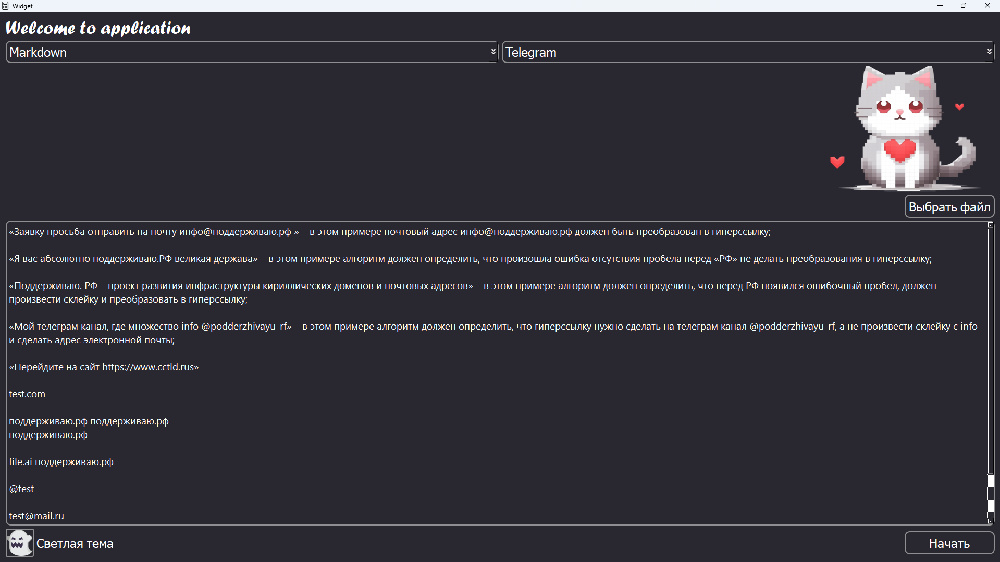 Widget
Welcome to application
Markdown
Telegram
Выбрать файл
«Заявку просьба отправить на почту инфо@поддерживаю.рф » – в этом примере почтовый адрес инфо@поддерживаю.рф должен быть преобразован в гиперссылку;
«Я вас абсолютно поддерживаю.РФ великая держава» – в этом примере алгоритм должен определить, что произошла ошибка отсутствия пробела перед «РФ» не делать преобразования в гиперссылку;
«Поддерживаю. РФ – проект развития инфраструктуры кириллических доменов и почтовых адресов» – в этом примере алгоритм должен определить, что перед РФ появился ошибочный пробел, должен
произвести склейку и преобразовать в гиперссылку;
«Мой телеграм канал, где множество info @podderzhivayu_rf» – в этом примере алгоритм должен определить, что гиперссылку нужно сделать на телеграм канал @podderzhivayu_rf, а не произвести склейку с info
и сделать адрес электронной почты;
«Перейдите на сайт https://www.cctld.rus»
test.com
поддерживаю.рф поддерживаю.рф
поддерживаю.рф
file.ai поддерживаю.рф
@test
test@mail.ru
Светлая тема
Начать